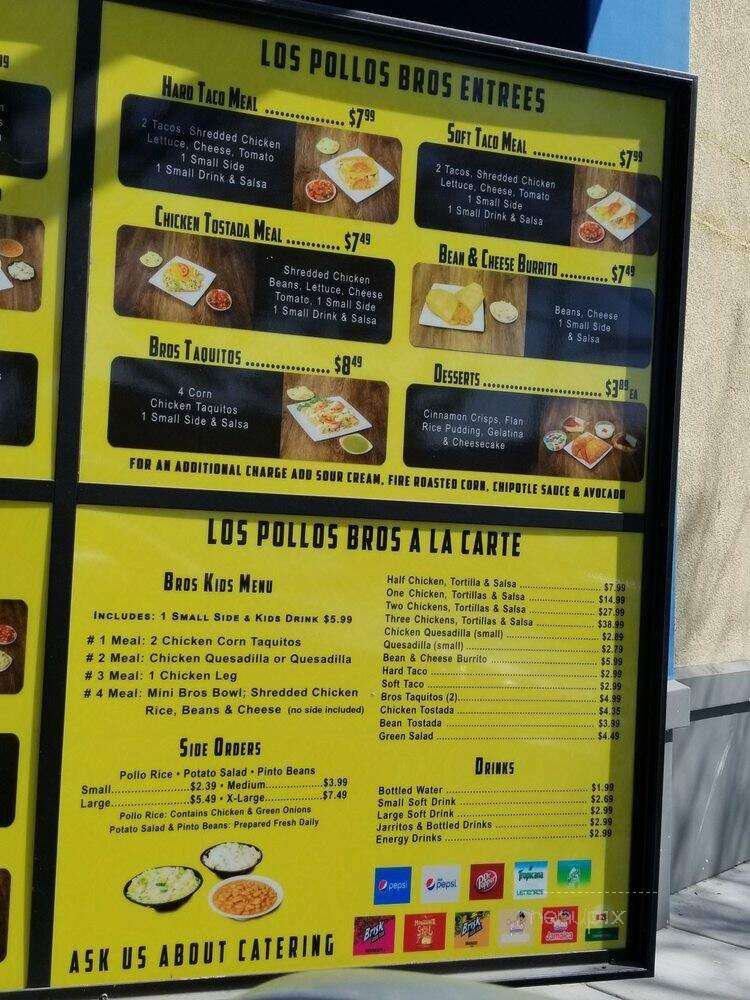 LOS POLLOS BROS ENTREES
HARD TACO MEAL ................ $7.99
2 Tacos, Shredded Chicken
Lettuce, Cheese, Tomato
1 Small Side
1 Small Drink & Salsa
SOFT TACO MEAL ................ $7.99
2 Tacos, Shredded Chicken
Lettuce, Cheese, Tomato
1 Small Side
1 Small Drink & Salsa
CHICKEN TOSTADA MEAL ........... $7.49
Shredded Chicken
Beans, Lettuce, Cheese
Tomato, 1 Small Side
1 Small Drink & Salsa
BEAN & CHEESE BURRITO ........... $7.49
Beans, Cheese
1 Small Side
& Salsa
BROS TAQUITOS ................. $8.49
4 Corn
Chicken Taquitos
1 Small Side & Salsa
DESSERTS ....................... $3.89 EA
Cinnamon Crisps, Flan
Rice Pudding, Gelatina
& Cheesecake
FOR AN ADDITIONAL CHARGE ADD SOUR CREAM, FIRE ROASTED CORN, CHIPOTLE SAUCE & AVOCADO
LOS POLLOS BROS A LA CARTE
BROS KIDS MENU
INCLUDES: 1 SMALL SIDE & KIDS DRINK $5.99
# 1 Meal: 2 Chicken Corn Taquitos
# 2 Meal: Chicken Quesadilla or Quesadilla
# 3 Meal: 1 Chicken Leg
# 4 Meal: Mini Bros Bowl; Shredded Chicken
Rice, Beans & Cheese (no side included)
SIDE ORDERS
Pollo Rice • Potato Salad • Pinto Beans
Small....................$2.39 • Medium....................$3.99
Large....................$5.49 • X-Large....................$7.49
Pollo Rice: Contains Chicken & Green Onions
Potato Salad & Pinto Beans: Prepared Fresh Daily
ASK US ABOUT CATERING
Half Chicken, Tortilla & Salsa .................... $7.99
One Chicken, Tortillas & Salsa .................... $14.99
Two Chickens, Tortillas & Salsa .................... $27.99
Three Chickens, Tortillas & Salsa .................... $38.99
Chicken Quesadilla (small) .................... $2.89
Quesadilla (small) .................... $2.79
Bean & Cheese Burrito .................... $5.99
Hard Taco .................... $2.99
Soft Taco .................... $2.99
Bros Taquitos (2).................... $4.99
Chicken Tostada .................... $4.35
Bean Tostada .................... $3.99
Green Salad .................... $4.49
DRINKS
Bottled Water .................... $1.99
Small Soft Drink .................... $2.69
Large Soft Drink .................... $2.99
Jarritos & Bottled Drinks .................... $2.99
Energy Drinks .................... $2.99
pepsi
pepsi
Dr Pepper
Tropicana
LEMONADE
Brisk
Brisk
Jamaica
menupix